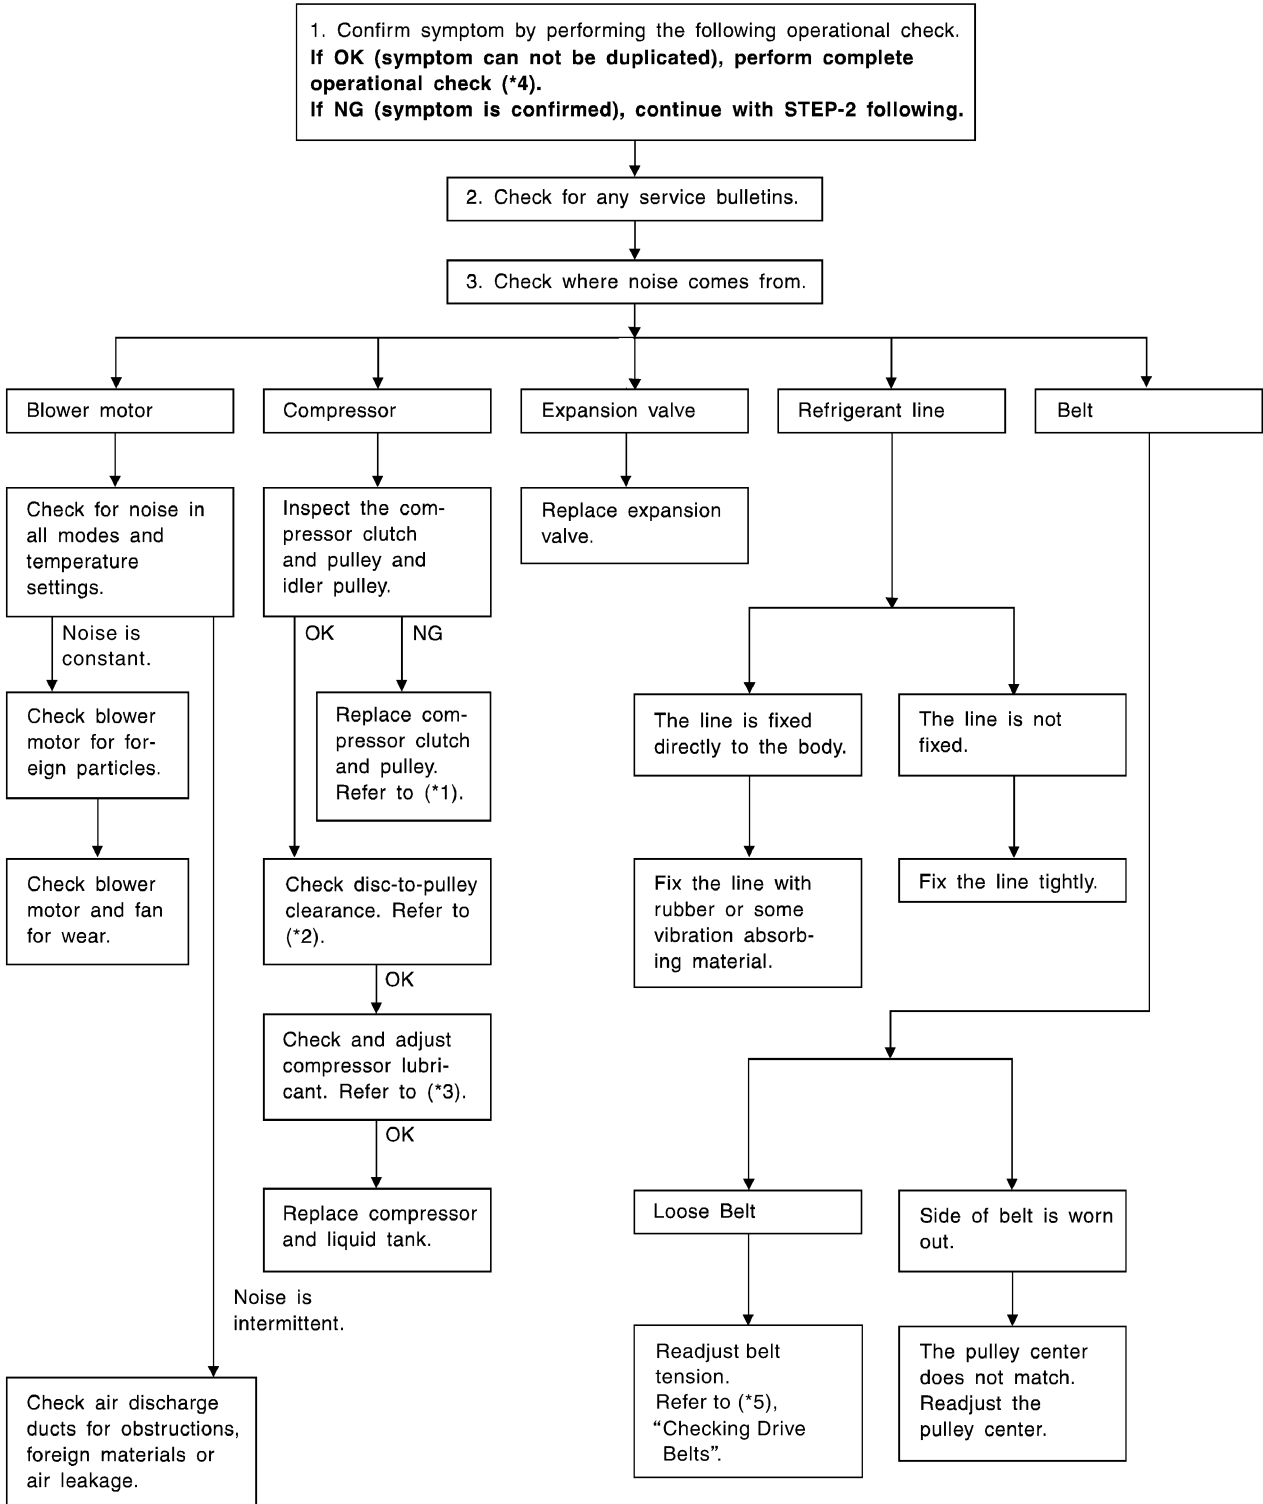 1. Confirm symptom by performing the following operational check.
If OK (symptom can not be duplicated), perform complete
operational check (*4).
If NG (symptom is confirmed), continue with STEP-2 following.
2. Check for any service bulletins.
3. Check where noise comes from.
Blower motor
Compressor
Expansion valve
Refrigerant line
Belt
Check for noise in
all modes and
temperature
settings.
Inspect the com-
pressor clutch
and pulley and
idler pulley.
Replace expansion
valve.
Noise is
constant.
OK
NG
Check blower
motor for for-
eign particles.
Replace com-
pressor clutch
and pulley.
Refer to (*1).
The line is fixed
directly to the body.
The line is not
fixed.
Check blower
motor and fan
for wear.
Check disc-to-pulley
clearance. Refer to
(*2).
Fix the line with
rubber or some
vibration absorb-
ing material.
Fix the line tightly.
OK
Check and adjust
compressor lubri-
cant. Refer to (*3).
OK
Replace compressor
and liquid tank.
Loose Belt
Side of belt is worn
out.
Noise is
intermittent.
Check air discharge
ducts for obstructions,
foreign materials or
air leakage.
Readjust belt
tension.
Refer to (*5),
“Checking Drive
Belts”.
The pulley center
does not match.
Readjust the
pulley center.